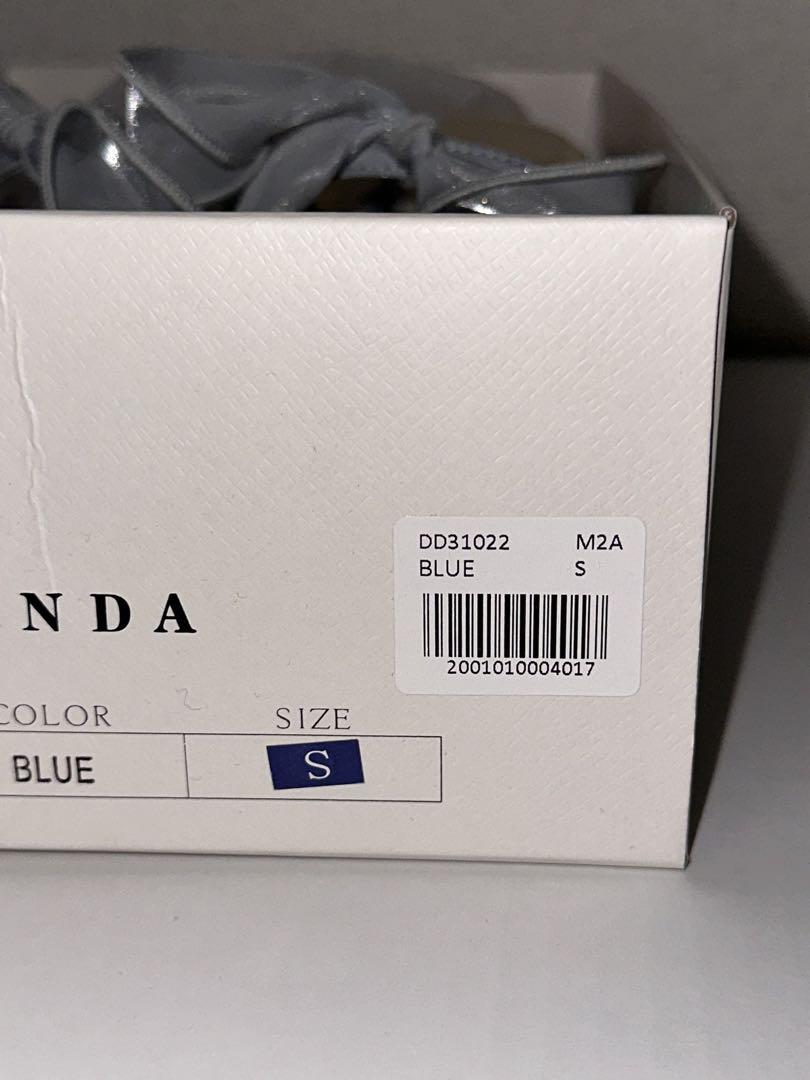 DD31022 M2A
BLUE S
2001010004017
NDA
COLOR SIZE
BLUE S